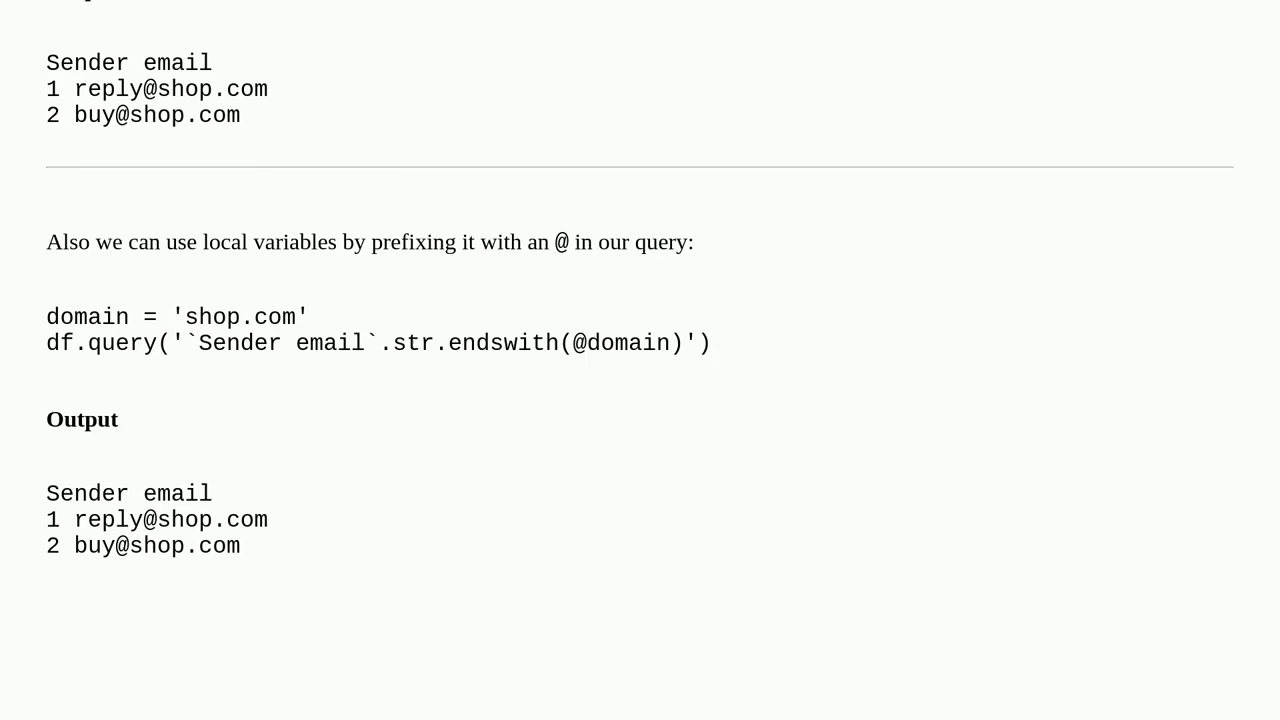 Sender email
1 reply@shop.com
2 buy@shop.com
Also we can use local variables by prefixing it with an @ in our query:
domain = 'shop.com'
df.query('`Sender email`.str.endswith(@domain)')
Output
Sender email
1 reply@shop.com
2 buy@shop.com